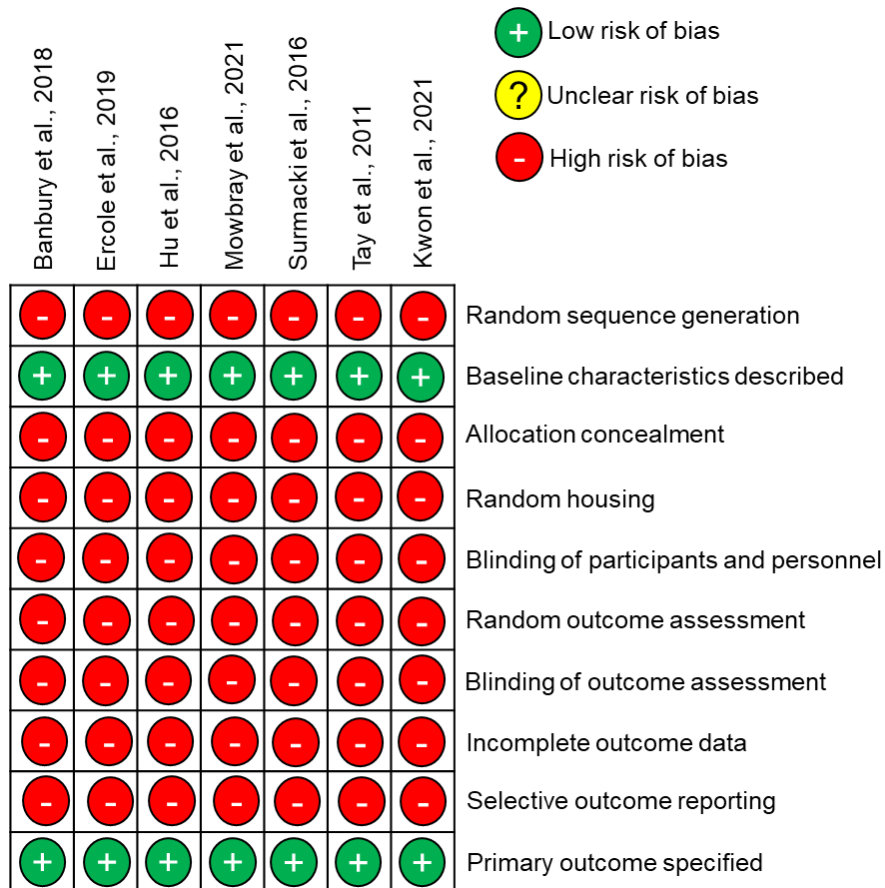 Low risk of bias
? Unclear risk of bias
- High risk of bias
+
Banbury et al., 2018
Ercole et al., 2019
Hu et al., 2016
Mowbray et al., 2021
Surmacki et al., 2016
Tay et al., 2011
Kwon et al., 2021
- - - - - - - Random sequence generation
+ + + + + + + Baseline characteristics described
- - - - - - - Allocation concealment
- - - - - - - Random housing
- - - - - - - Blinding of participants and personnel
- - - - - - - Random outcome assessment
- - - - - - - Blinding of outcome assessment
- - - - - - - Incomplete outcome data
- - - - - - - Selective outcome reporting
+ + + + + + + Primary outcome specified